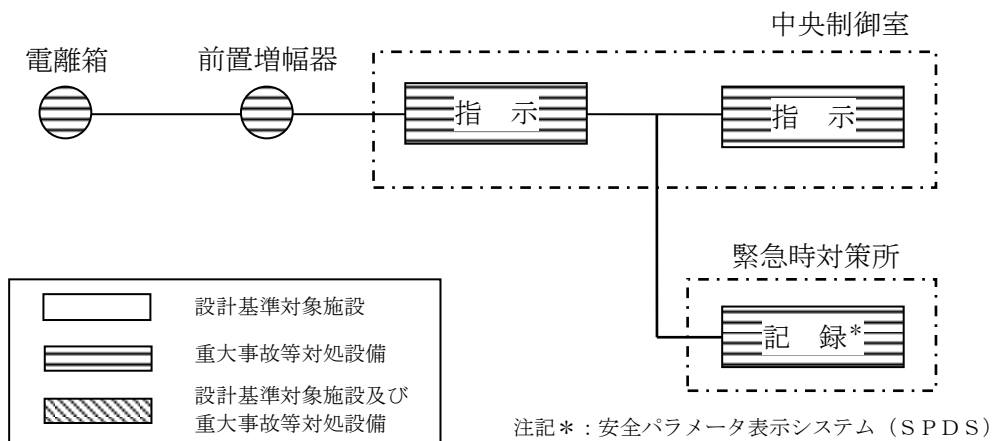 中央制御室
電離箱
前置増幅器
指　示
指　示
緊急時対策所
記　録*
設計基準対象施設
重大事故等対処設備
設計基準対象施設及び
重大事故等対処設備
注記＊：安全パラメータ表示システム（ＳＰＤＳ）